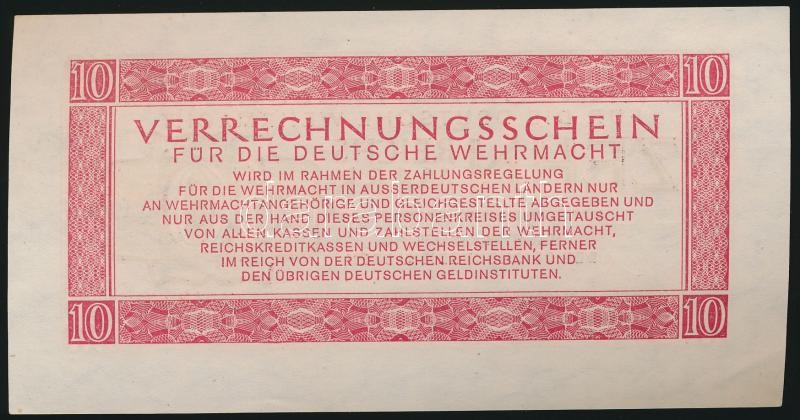 10 10
VERRECHNUNGSSCHEIN
FÜR DIE DEUTSCHE WEHRMACHT
WIRD IM RAHMEN DER ZAHLUNGSREGELUNG
FÜR DIE WEHRMACHT IN AUSSERDEUTSCHEN LÄNDERN NUR
AN WEHRMACHTANGEHÖRIGE UND GLEICHGESTELLTE ABGEGEBEN UND
NUR AUS DER HAND DIESES PERSONENKREISES UMGETAUSCHT
VON ALLEN KASSEN UND ZAHLSTELLEN DER WEHRMACHT,
REICHSKREDITKASSEN UND WECHSELSTELLEN, FERNER
IM REICH VON DER DEUTSCHEN REICHSBANK UND
DEN ÜBRIGEN DEUTSCHEN GELDINSTITUTEN.
10 10